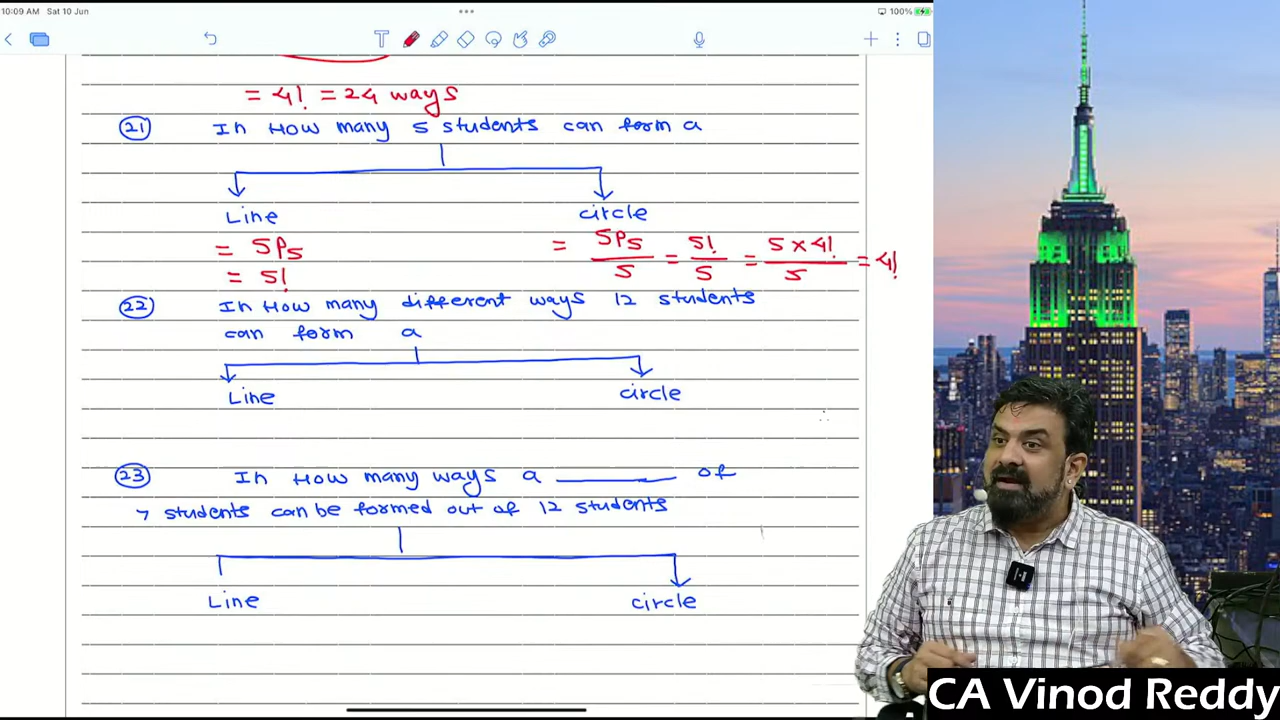 10:09 AM Sat 10 Jun
100%
T
= 4! = 24 ways
21 In How many 5 students can form a
Line circle
= 5P5
= 5!
= 5P5/5 = 5!/5 = 5 × 4!/5 = 4!
22 In How many different ways 12 students
can form a
Line circle
23 In How many ways a ______ of
7 students can be formed out of 12 students
Line circle
CA Vinod Reddy